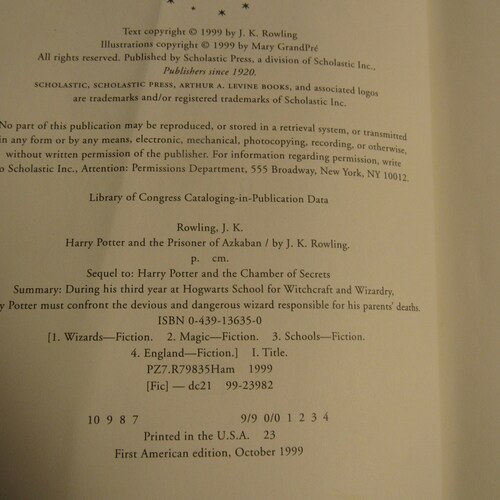 Text copyright © 1999 by J. K. Rowling
Illustrations copyright © 1999 by Mary GrandPré
All rights reserved. Published by Scholastic Press, a division of Scholastic Inc.,
Publishers since 1920.
SCHOLASTIC, SCHOLASTIC PRESS, ARTHUR A. LEVINE BOOKS, and associated logos
are trademarks and/or registered trademarks of Scholastic Inc.
No part of this publication may be reproduced, or stored in a retrieval system, or transmitted
in any form or by any means, electronic, mechanical, photocopying, recording, or otherwise,
without written permission of the publisher. For information regarding permission, write
o Scholastic Inc., Attention: Permissions Department, 555 Broadway, New York, NY 10012.
Library of Congress Cataloging-in-Publication Data
Rowling, J. K.
Harry Potter and the Prisoner of Azkaban / by J. K. Rowling.
p. cm.
Sequel to: Harry Potter and the Chamber of Secrets
Summary: During his third year at Hogwarts School for Witchcraft and Wizardry,
y Potter must confront the devious and dangerous wizard responsible for his parents' deaths.
ISBN 0-439-13635-0
[1. Wizards—Fiction. 2. Magic—Fiction. 3. Schools—Fiction.
4. England—Fiction.] I. Title.
PZ7.R79835Ham 1999
[Fic] — dc21 99-23982
10 9 8 7 9/9 0/0 1 2 3 4
Printed in the U.S.A. 23
First American edition, October 1999